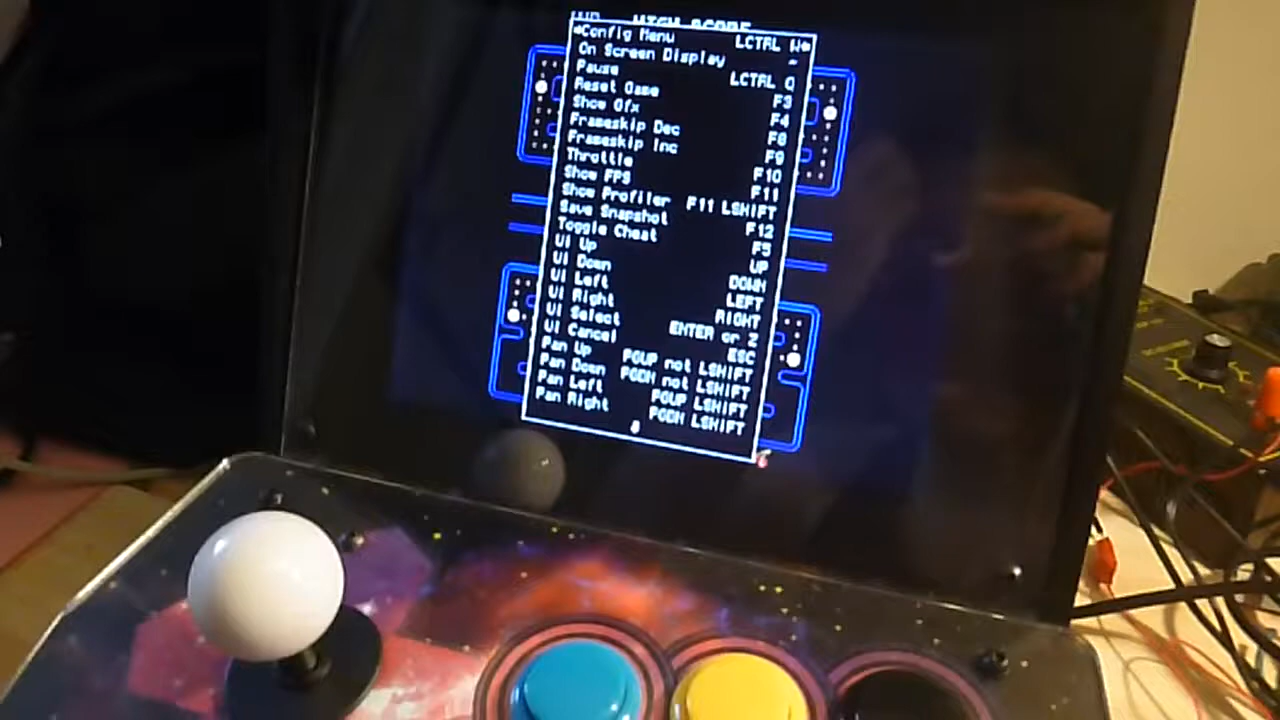 HIGH SCORE
Config Menu LCTRL W
On Screen Display ~
Pause LCTRL Q
Reset Game F3
Show Gfx F4
Frameskip Dec F8
Frameskip Inc F9
Throttle F10
Show FPS F11
Show Profiler F11 LSHIFT
Save Snapshot F12
Toggle Cheat F5
UI Up UP
UI Down DOWN
UI Left LEFT
UI Right RIGHT
UI Select ENTER or Z
UI Cancel ESC
Pan Up PGUP not LSHIFT
Pan Down PGDN not LSHIFT
Pan Left PGUP LSHIFT
Pan Right PGDN LSHIFT